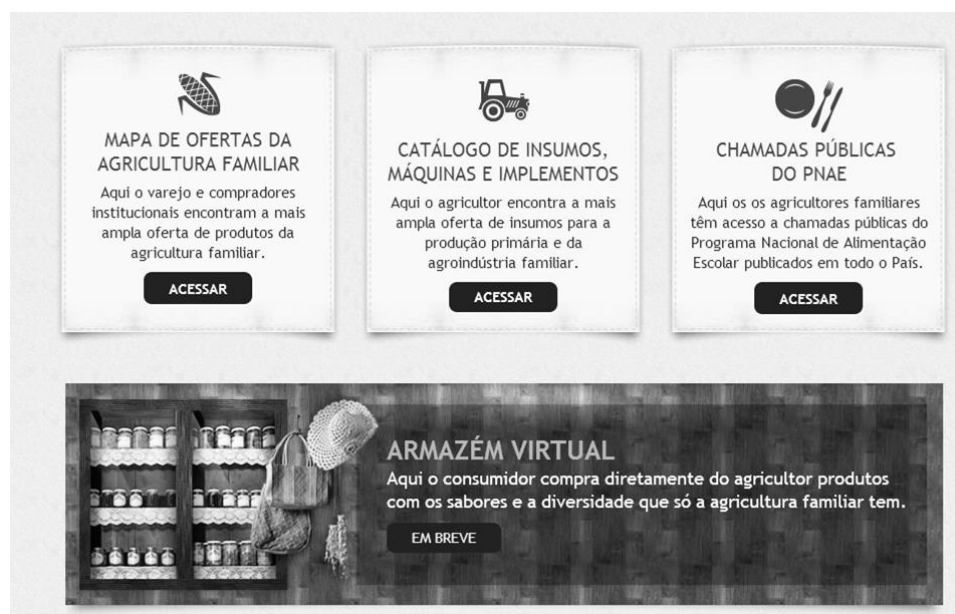 MAPA DE OFERTAS DA
AGRICULTURA FAMILIAR
Aqui o varejo e compradores
institucionais encontram a mais
ampla oferta de produtos da
agricultura familiar.
ACESSAR
CATÁLOGO DE INSUMOS,
MÁQUINAS E IMPLEMENTOS
Aqui o agricultor encontra a mais
ampla oferta de insumos para a
produção primária e da
agroindústria familiar.
ACESSAR
CHAMADAS PÚBLICAS
DO PNAE
Aqui os os agricultores familiares
têm acesso a chamadas públicas do
Programa Nacional de Alimentação
Escolar publicados em todo o País.
ACESSAR
ARMAZÉM VIRTUAL
Aqui o consumidor compra diretamente do agricultor produtos
com os sabores e a diversidade que só a agricultura familiar tem.
EM BREVE